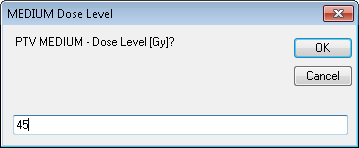 MEDIUM Dose Level
PTV MEDIUM - Dose Level [Gy]?
OK
Cancel
45